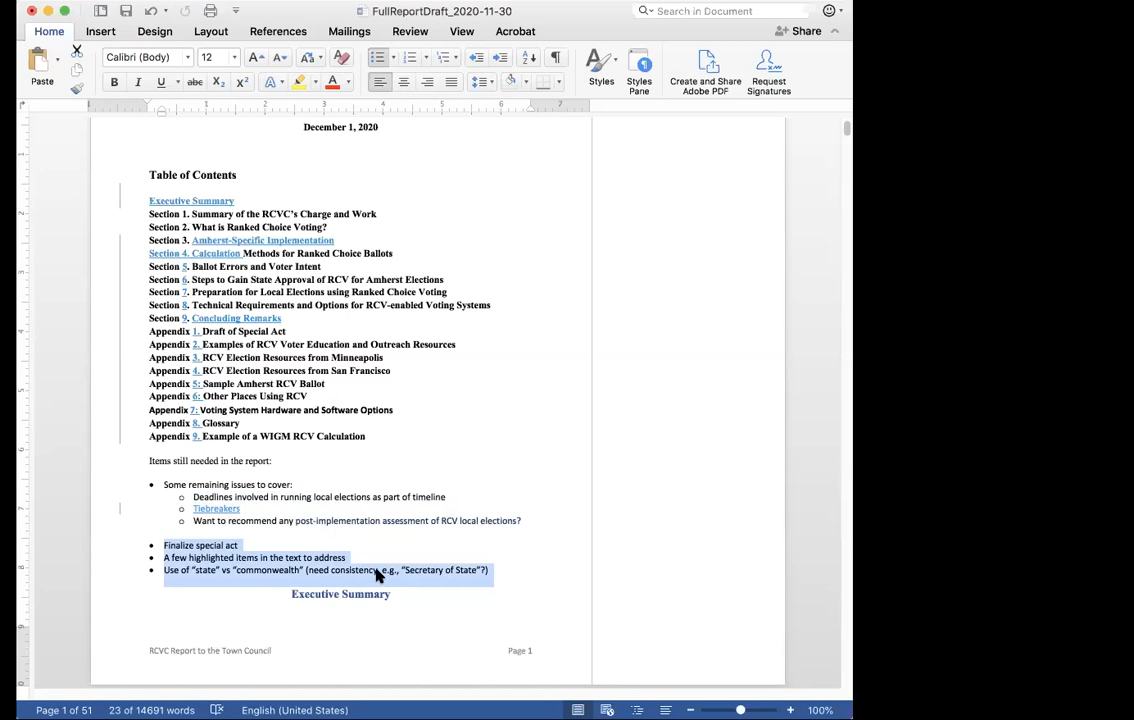 FullReportDraft_2020-11-30
Search in Document
Home Insert Design Layout References Mailings Review View Acrobat Share
Paste
Calibri (Body) 12
Styles
Styles Pane
Create and Share Adobe PDF
Request Signatures
December 1, 2020
Table of Contents
Executive Summary
Section 1. Summary of the RCVC's Charge and Work
Section 2. What is Ranked Choice Voting?
Section 3. Amherst-Specific Implementation
Section 4. Calculation Methods for Ranked Choice Ballots
Section 5. Ballot Errors and Voter Intent
Section 6. Steps to Gain State Approval of RCV for Amherst Elections
Section 7. Preparation for Local Elections using Ranked Choice Voting
Section 8. Technical Requirements and Options for RCV-enabled Voting Systems
Section 9. Concluding Remarks
Appendix 1. Draft of Special Act
Appendix 2. Examples of RCV Voter Education and Outreach Resources
Appendix 3. RCV Election Resources from Minneapolis
Appendix 4. RCV Election Resources from San Francisco
Appendix 5: Sample Amherst RCV Ballot
Appendix 6: Other Places Using RCV
Appendix 7: Voting System Hardware and Software Options
Appendix 8. Glossary
Appendix 9. Example of a WIGM RCV Calculation
Items still needed in the report:
• Some remaining issues to cover:
o Deadlines involved in running local elections as part of timeline
o Tiebreakers
o Want to recommend any post-implementation assessment of RCV local elections?
• Finalize special act
• A few highlighted items in the text to address
• Use of "state" vs "commonwealth" (need consistency, e.g., "Secretary of State"?)
Executive Summary
RCVC Report to the Town Council Page 1
Page 1 of 51 23 of 14691 words English (United States) 100%